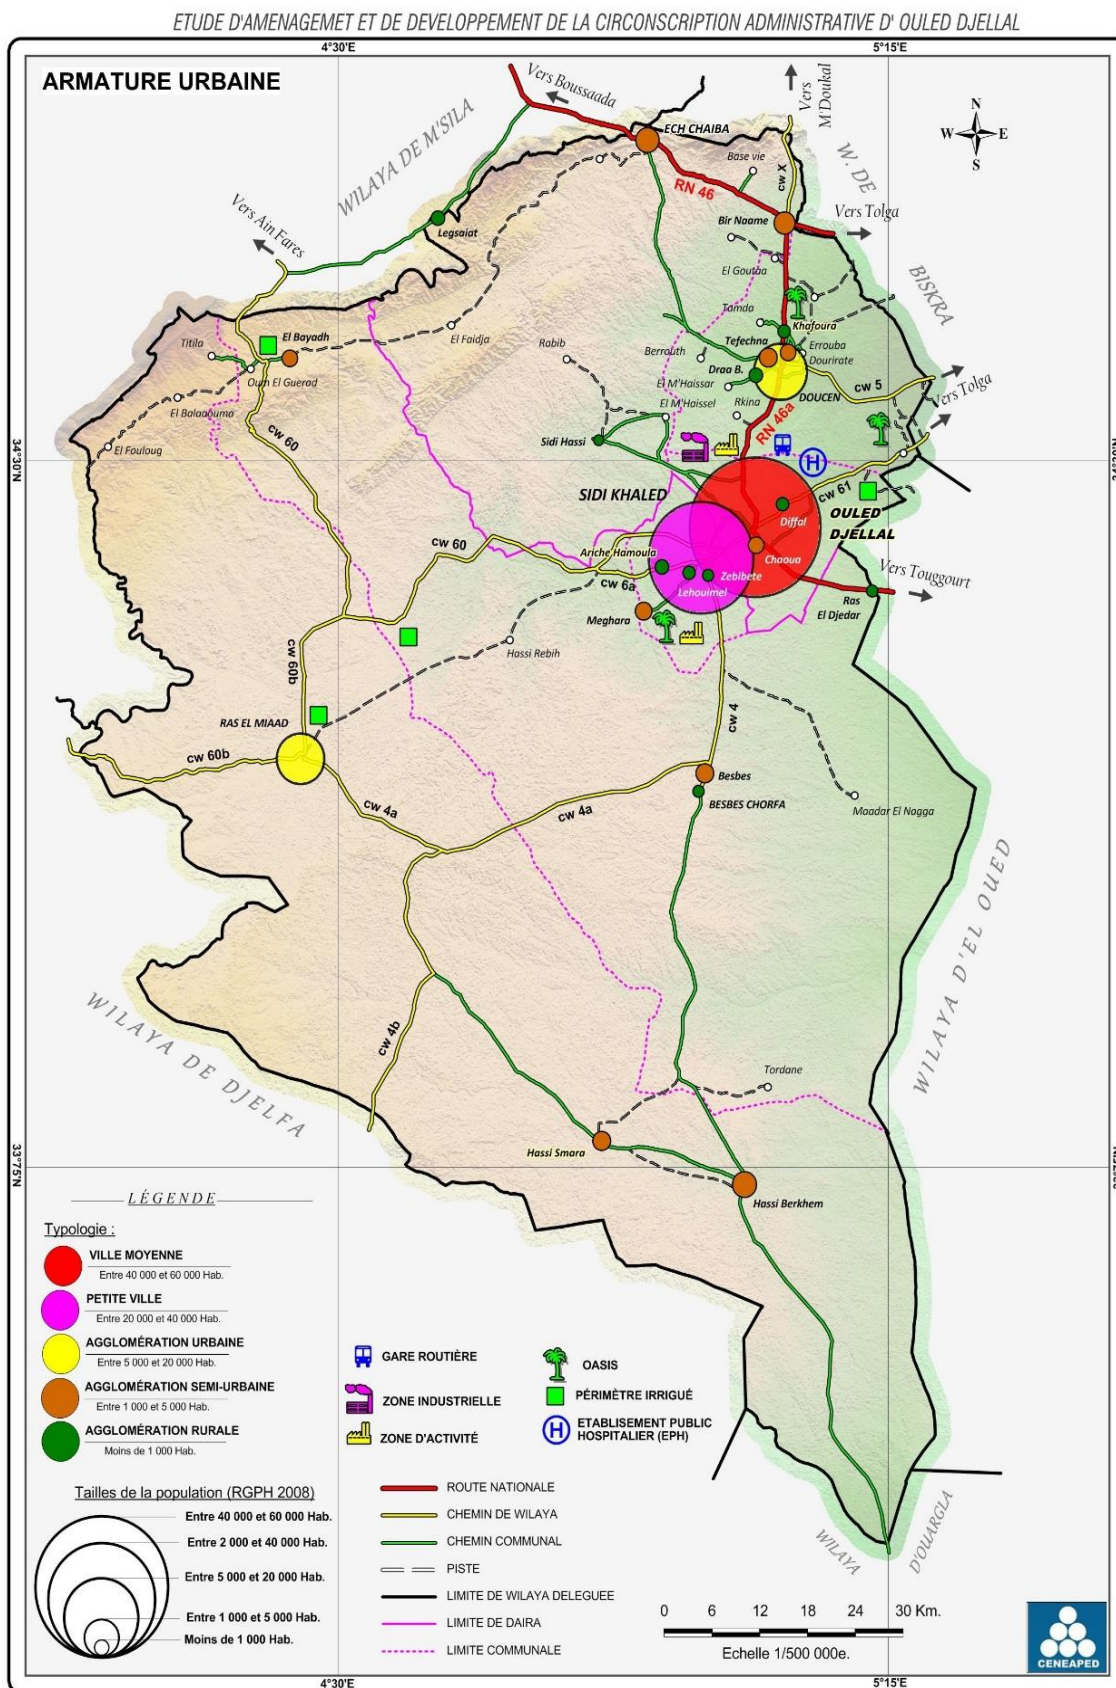 ETUDE D'AMENAGEMET ET DE DEVELOPPEMENT DE LA CIRCONSCRIPTION ADMINISTRATIVE D' OULED DJELLAL
4°30'E
5°15'E
ARMATURE URBAINE
N
W
E
S
Vers Boussaada
Vers M'Doukal
WILAYA DE M'SILA
ECH CHAIBA
Base vie
cw X
W. DE
BISKRA
RN 46
Bir Naame
Vers Tolga
Vers Ain Fares
Legsaiat
El Goutaa
Tamda
Khafoura
Titila
El Bayadh
El Faidja
Rabib
Berrouth
Tefechna
Errouba
Dourirate
Oum El Guerad
Draa B.
El M'Haissar
DOUCEN
cw 5
El M'Haissel
Rkina
Vers Tolga
El Balaahuma
RN 46a
El Fouloug
cw 60
Sidi Hassi
34°30'N
34°30'N
SIDI KHALED
cw 61
OULED
DJELLAL
Diffal
cw 60
Ariche Hamoula
Chaoua
cw 6a
Zebibete
Lehouimel
Vers Touggourt
Ras
El Djedar
Meghara
Hassi Rebih
cw 60b
RAS EL MIAAD
cw 4
cw 60b
Besbes
cw 4a
cw 4a
BESBES CHORFA
Maadar El Nagga
WILAYA D'EL OUED
cw 4b
WILAYA DE DJELFA
Tordane
Hassi Smara
33°75'N
33°75'N
Hassi Berkhem
LÉGENDE
Typologie :
VILLE MOYENNE
Entre 40 000 et 60 000 Hab.
PETITE VILLE
Entre 20 000 et 40 000 Hab.
AGGLOMÉRATION URBAINE
Entre 5 000 et 20 000 Hab.
AGGLOMÉRATION SEMI-URBAINE
Entre 1 000 et 5 000 Hab.
AGGLOMÉRATION RURALE
Moins de 1 000 Hab.
GARE ROUTIÈRE
ZONE INDUSTRIELLE
ZONE D'ACTIVITÉ
OASIS
PÉRIMÈTRE IRRIGUÉ
H
ETABLISEMENT PUBLIC
HOSPITALIER (EPH)
Tailles de la population (RGPH 2008)
Entre 40 000 et 60 000 Hab.
Entre 2 000 et 40 000 Hab.
Entre 5 000 et 20 000 Hab.
Entre 1 000 et 5 000 Hab.
Moins de 1 000 Hab.
ROUTE NATIONALE
CHEMIN DE WILAYA
CHEMIN COMMUNAL
PISTE
LIMITE DE WILAYA DELEGUEE
LIMITE DE DAIRA
LIMITE COMMUNALE
WILAYA
D'OUARGLA
0 6 12 18 24 30 Km.
Echelle 1/500 000e.
CENEAPED
4°30'E
5°15'E